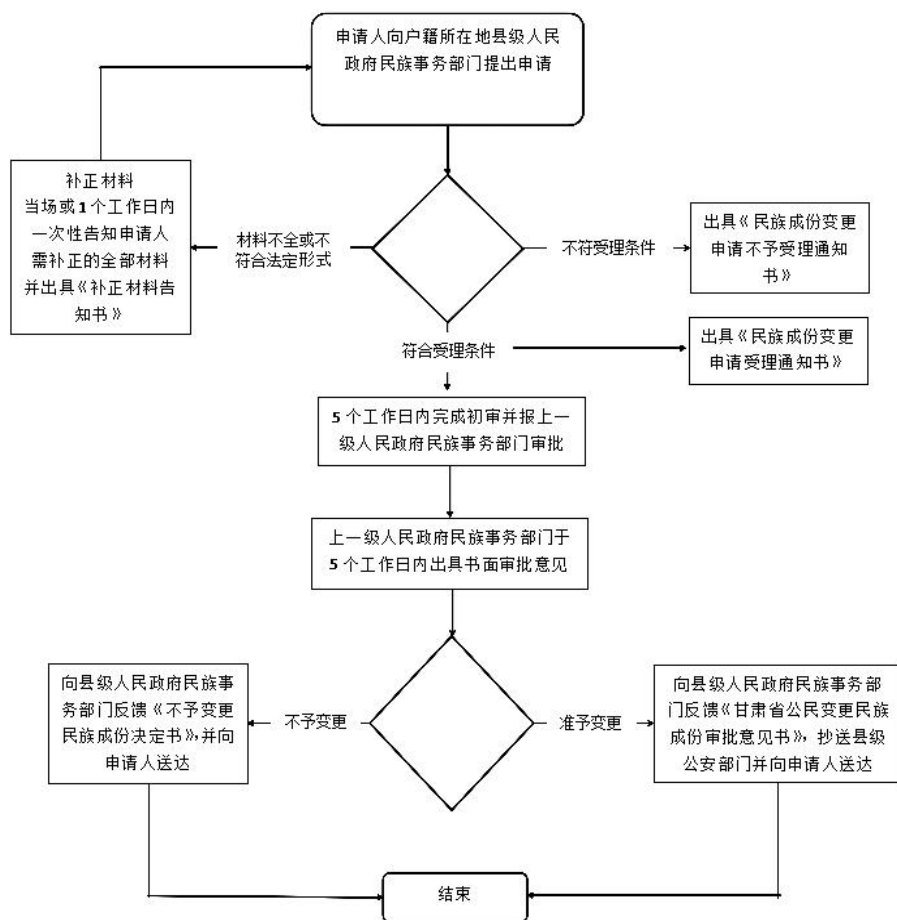 申请人向户籍所在地县级人民
政府民族事务部门提出申请
补正材料
当场或1个工作日内
一次性告知申请人
需补正的全部材料
并出具《补正材料告
知书》
材料不全或不
符合法定形式
不符受理条件
出具《民族成份变更
申请不予受理通知
书》
符合受理条件
出具《民族成份变更
申请受理通知书》
5个工作日内完成初审并报上一
级人民政府民族事务部门审批
上一级人民政府民族事务部门于
5个工作日内出具书面审批意见
向县级人民政府民族事
务部门反馈《不予变更
民族成份决定书》,并向
申请人送达
不予变更
准予变更
向县级人民政府民族事务部
门反馈《甘肃省公民变更民族
成份审批意见书》，抄送县级
公安部门并向申请人送达
结束